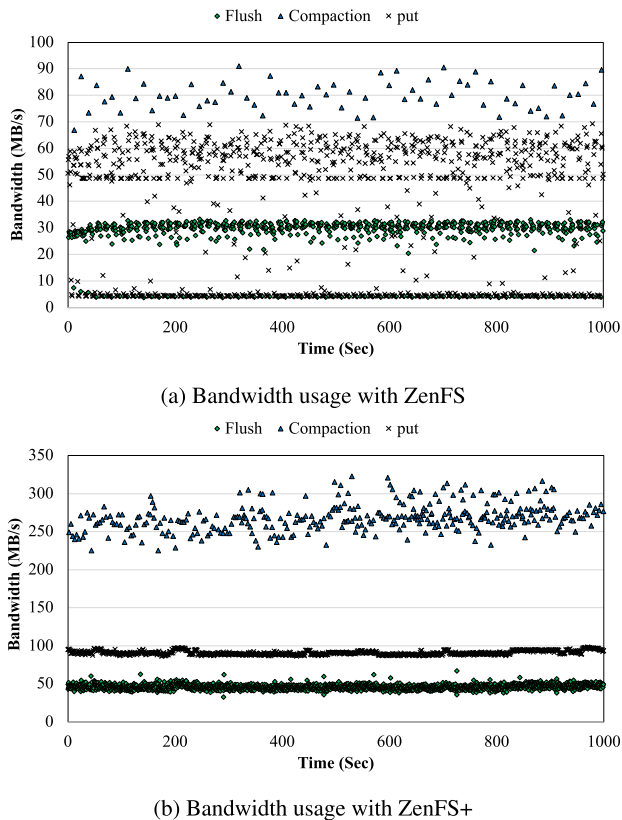 Flush Compaction put
100
90
80
70
60
50
40
30
20
10
0
Bandwidth (MB/s)
0 200 400 600 800 1000
Time (Sec)
(a) Bandwidth usage with ZenFS
Flush Compaction put
350
300
250
200
150
100
50
0
Bandwidth (MB/s)
0 200 400 600 800 1000
Time (Sec)
(b) Bandwidth usage with ZenFS+